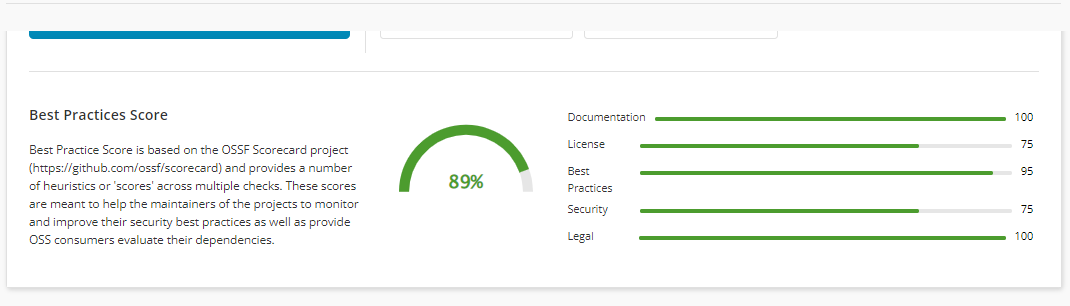 Best Practices Score
Best Practice Score is based on the OSSF Scorecard project
(https://github.com/ossf/scorecard) and provides a number
of heuristics or 'scores' across multiple checks. These scores
are meant to help the maintainers of the projects to monitor
and improve their security best practices as well as provide
OSS consumers evaluate their dependencies.
89%
Documentation 100
License 75
Best
Practices 95
Security 75
Legal 100